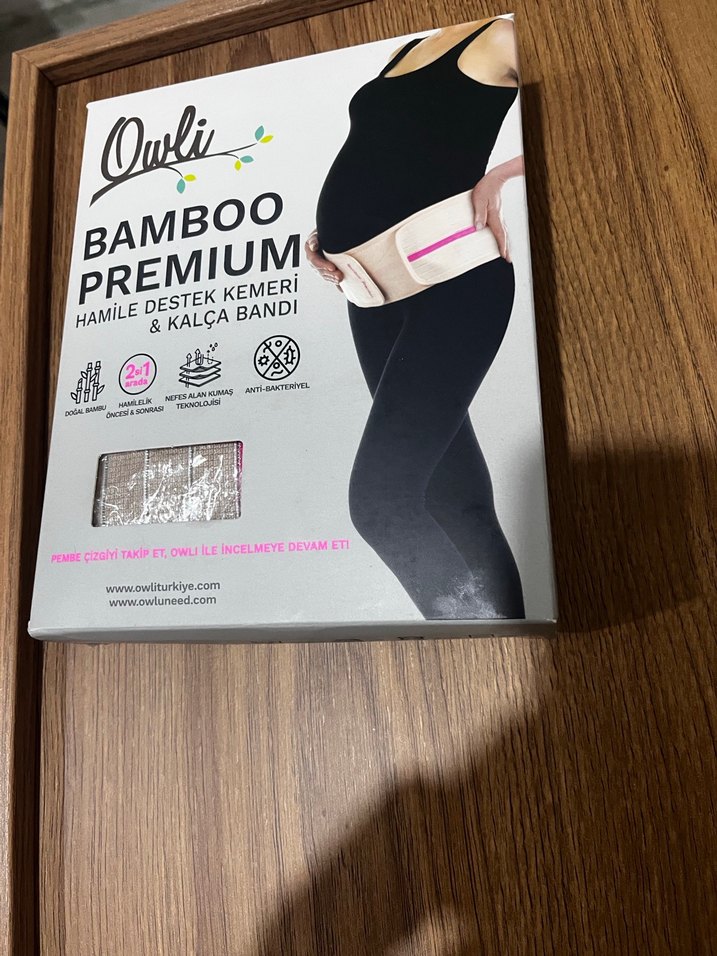 Owli
BAMBOO
PREMIUM
HAMİLE DESTEK KEMERİ
& KALÇA BANDI
DOĞAL BAMBU
2si1
arada
HAMİLELİK
ÖNCESİ & SONRASI
NEFES ALAN KUMAŞ
TEKNOLOJİSİ
ANTİ-BAKTERİYEL
PEMBE ÇİZGİYİ TAKİP ET, OWLI İLE İNCELMEYE DEVAM ET!
www.owliturkiye.com
www.owluneed.com